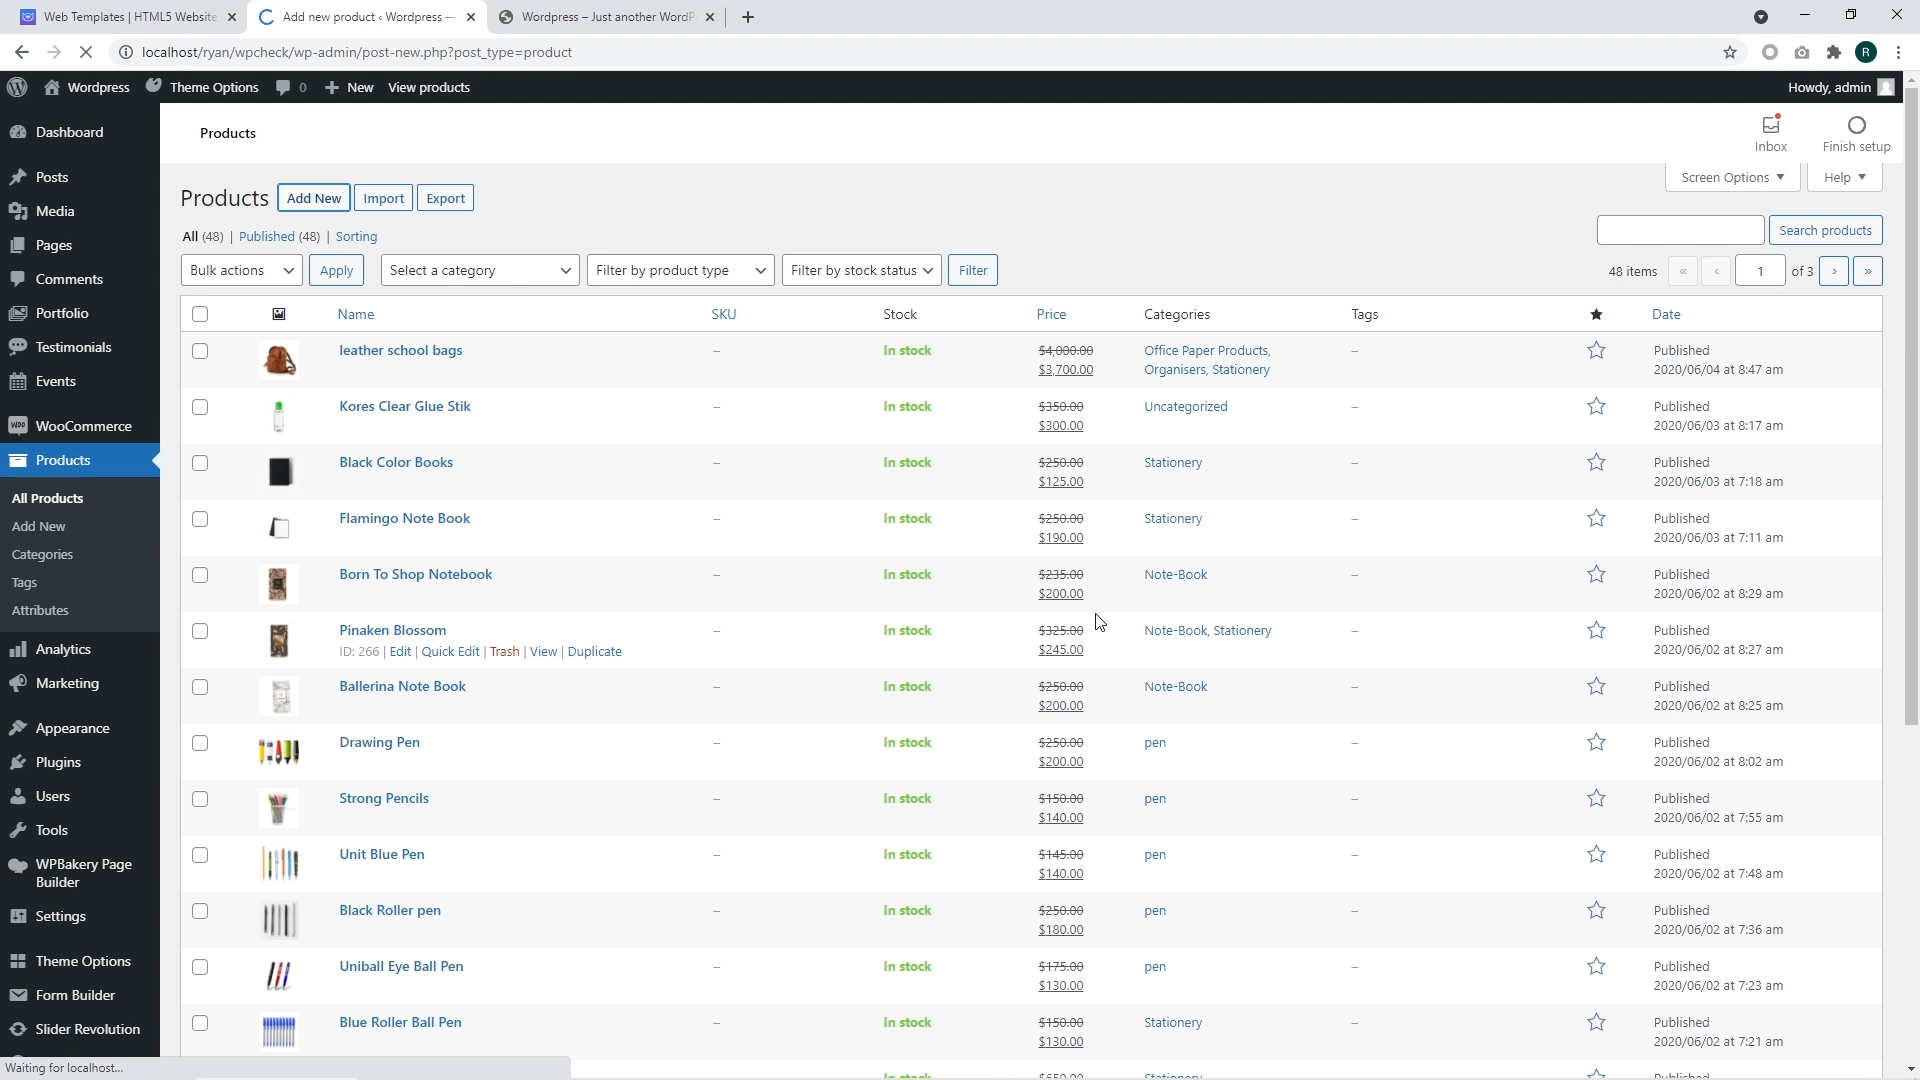 Web Templates | HTML5 Website
Add new product ‹ Wordpress —
Wordpress – Just another WordP
localhost/ryan/wpcheck/wp-admin/post-new.php?post_type=product
R
Wordpress
Theme Options
0
New
View products
Howdy, admin
Dashboard
Posts
Media
Pages
Comments
Portfolio
Testimonials
Events
WooCommerce
Products
All Products
Add New
Categories
Tags
Attributes
Analytics
Marketing
Appearance
Plugins
Users
Tools
WPBakery Page
Builder
Settings
Theme Options
Form Builder
Slider Revolution
Waiting for localhost...
Products
Inbox
Finish setup
Screen Options ▼
Help ▼
Products Add New Import Export
All (48) | Published (48) | Sorting
Search products
Bulk actions Apply Select a category Filter by product type Filter by stock status Filter
48 items « ‹ 1 of 3 › »
Name SKU Stock Price Categories Tags Date
leather school bags – In stock $4,000.00 Office Paper Products, – Published
$3,700.00 Organisers, Stationery 2020/06/04 at 8:47 am
Kores Clear Glue Stik – In stock $350.00 Uncategorized – Published
$300.00 2020/06/03 at 8:17 am
Black Color Books – In stock $250.00 Stationery – Published
$125.00 2020/06/03 at 7:18 am
Flamingo Note Book – In stock $250.00 Stationery – Published
$190.00 2020/06/03 at 7:11 am
Born To Shop Notebook – In stock $235.00 Note-Book – Published
$200.00 2020/06/02 at 8:29 am
Pinaken Blossom – In stock $325.00 Note-Book, Stationery – Published
ID: 266 | Edit | Quick Edit | Trash | View | Duplicate $245.00 2020/06/02 at 8:27 am
Ballerina Note Book – In stock $250.00 Note-Book – Published
$200.00 2020/06/02 at 8:25 am
Drawing Pen – In stock $250.00 pen – Published
$200.00 2020/06/02 at 8:02 am
Strong Pencils – In stock $150.00 pen – Published
$140.00 2020/06/02 at 7:55 am
Unit Blue Pen – In stock $145.00 pen – Published
$140.00 2020/06/02 at 7:48 am
Black Roller pen – In stock $250.00 pen – Published
$180.00 2020/06/02 at 7:36 am
Uniball Eye Ball Pen – In stock $175.00 pen – Published
$130.00 2020/06/02 at 7:23 am
Blue Roller Ball Pen – In stock $150.00 Stationery – Published
$130.00 2020/06/02 at 7:21 am
In stock $650.00 Stationery Published